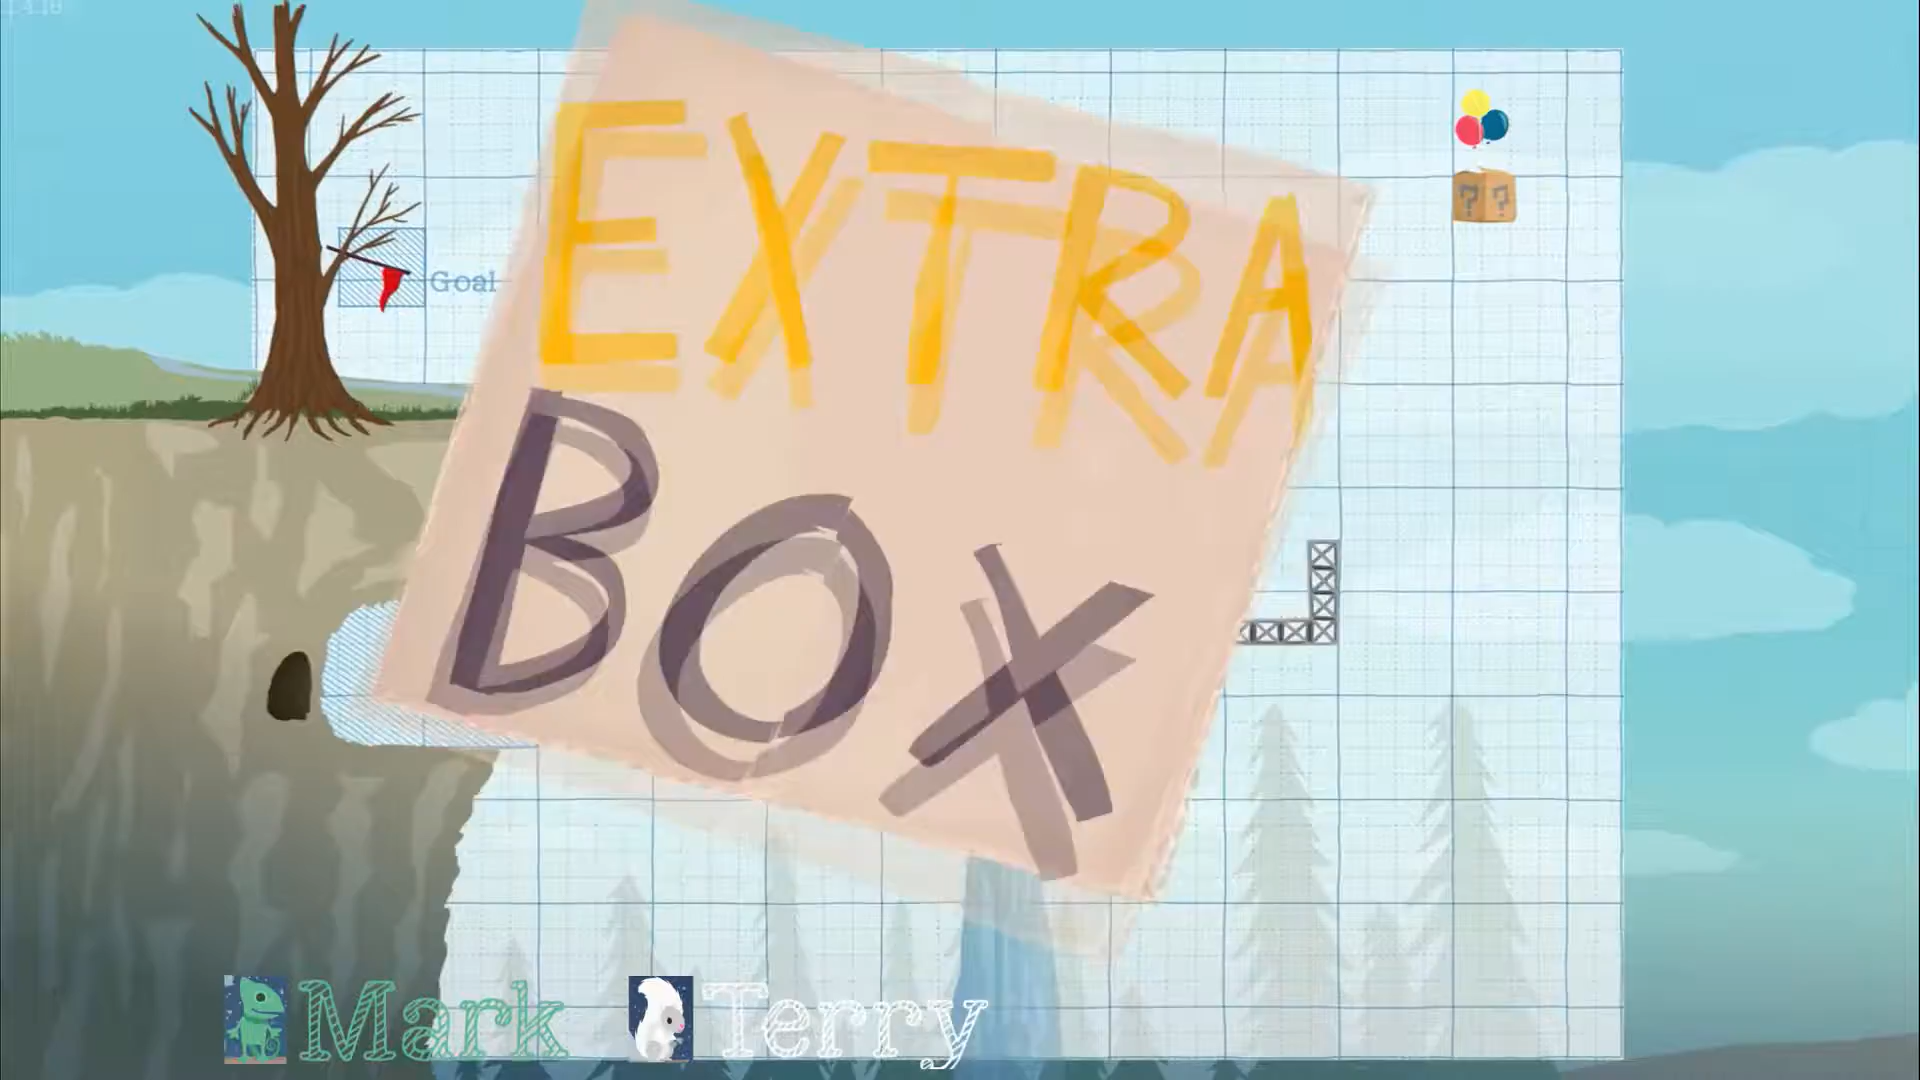 Goal
EXTRA
BOX
? ?
Mark Terry